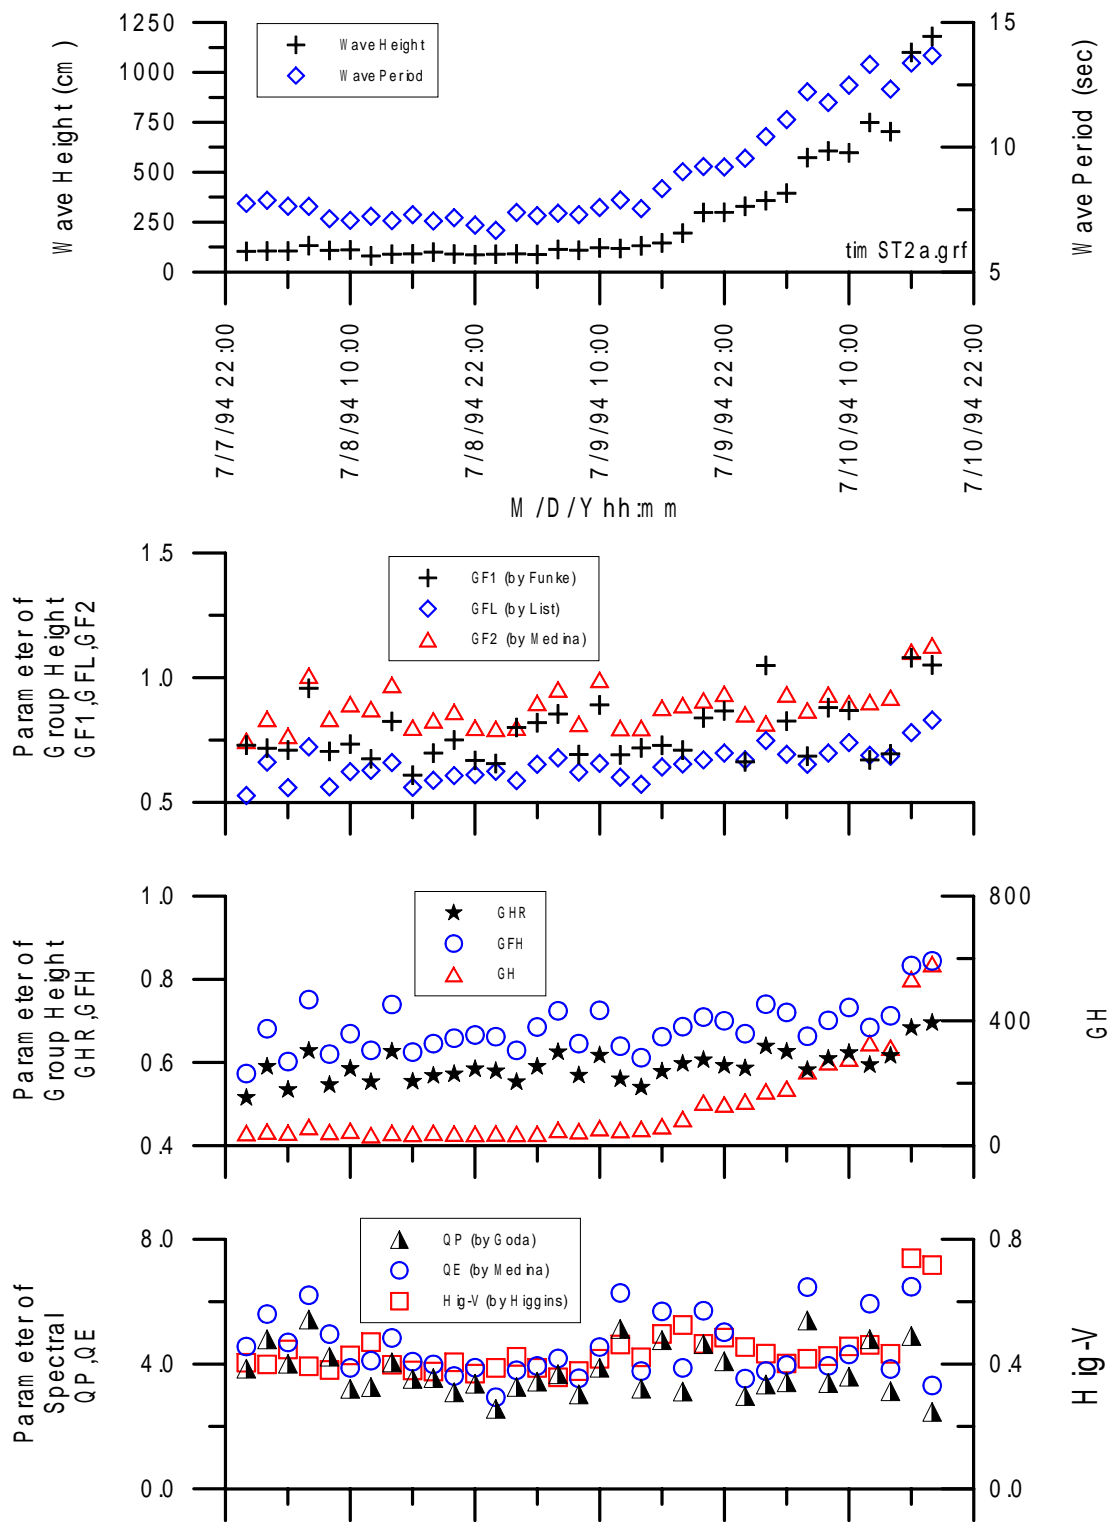 1250
1000
750
500
250
0
Wave Height (cm)
Wave Height
Wave Period
15
10
5
Wave Period (sec)
tim ST2a.grf
7/7/94 22:00
7/8/94 10:00
7/8/94 22:00
7/9/94 10:00
7/9/94 22:00
7/10/94 10:00
7/10/94 22:00
M/D/Y hh:mm
1.5
1.0
0.5
Parameter of
Group Height
GF1,GFL,GF2
GF1 (by Funke)
GFL (by List)
GF2 (by Medina)
1.0
0.8
0.6
0.4
Parameter of
Group Height
GHR,GFH
GHR
GFH
GH
800
400
0
GH
8.0
4.0
0.0
Parameter of
Spectral
QP,QE
QP (by Goda)
QE (by Medina)
Hig-V (by Higgins)
0.8
0.4
0.0
Hig-V